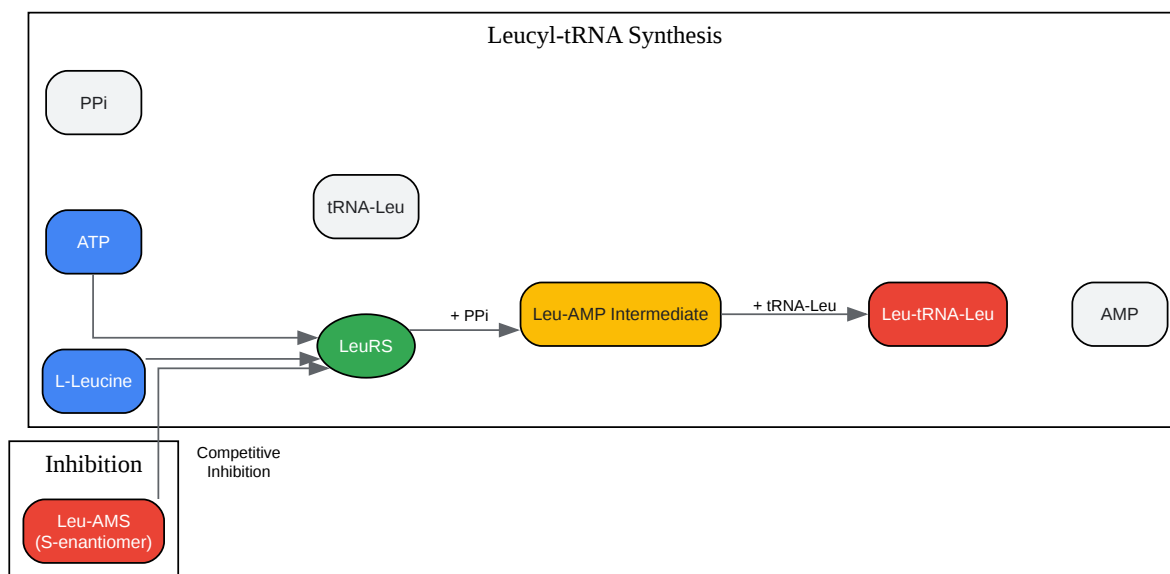 Leucyl-tRNA Synthesis
PPi
tRNA-Leu
ATP
+ PPi
Leu-AMP Intermediate
+ tRNA-Leu
Leu-tRNA-Leu
AMP
LeuRS
L-Leucine
Competitive
Inhibition
Inhibition
Leu-AMS
(S-enantiomer)